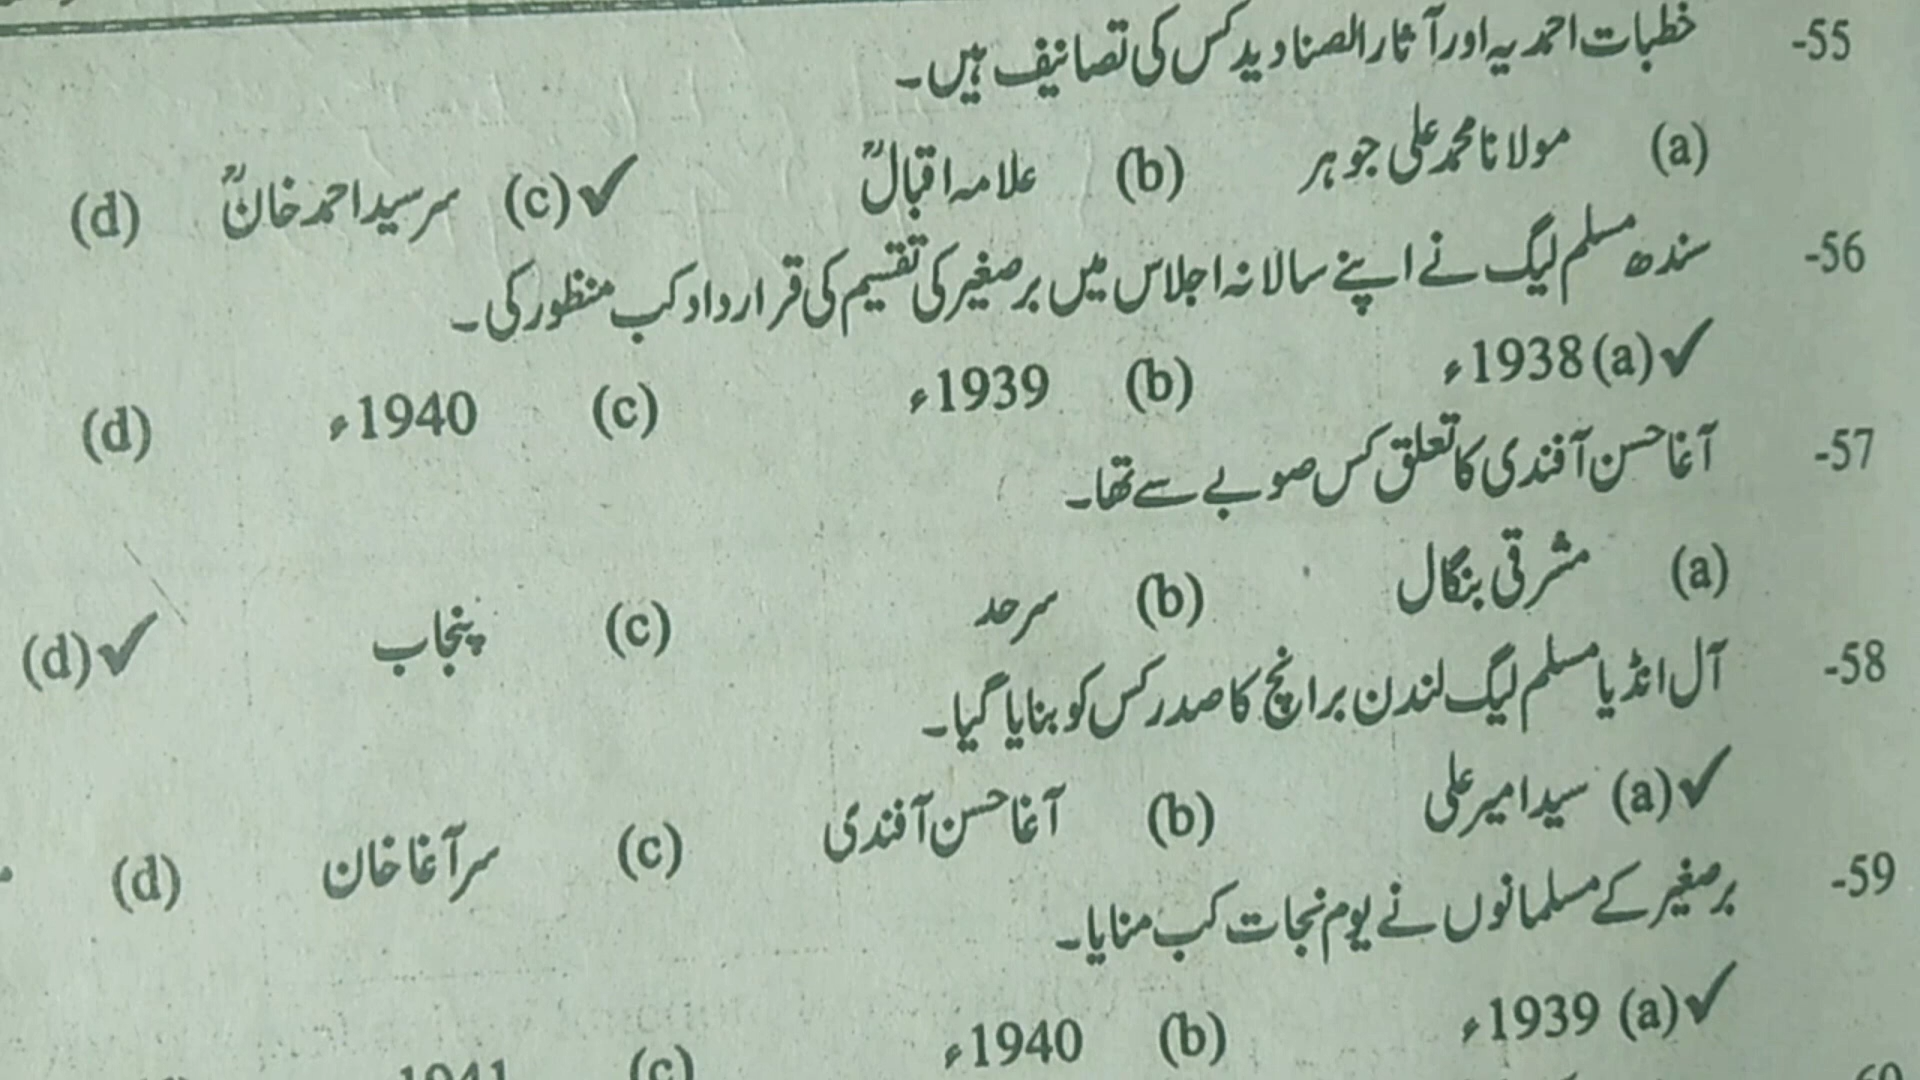 55- خطبات احمدیہ اور آثار الصنادید کس کی تصانیف ہیں۔
(a) مولانا محمد علی جوہر (b) علامہ اقبالؒ ✓(c) سرسید احمد خانؒ (d)
56- سندھ مسلم لیگ نے اپنے سالانہ اجلاس میں برصغیر کی تقسیم کی قرارداد کب منظور کی۔
✓(a) 1938ء (b) 1939ء (c) 1940ء (d)
57- آغا حسن آفندی کا تعلق کس صوبے سے تھا۔
(a) مشرقی بنگال (b) سرحد (c) پنجاب ✓(d)
58- آل انڈیا مسلم لیگ لندن برانچ کا صدر کس کو بنایا گیا۔
✓(a) سید امیر علی (b) آغا حسن آفندی (c) سر آغا خان (d)
59- برصغیر کے مسلمانوں نے یوم نجات کب منایا۔
✓(a) 1939ء (b) 1940ء (c) 1941
60-